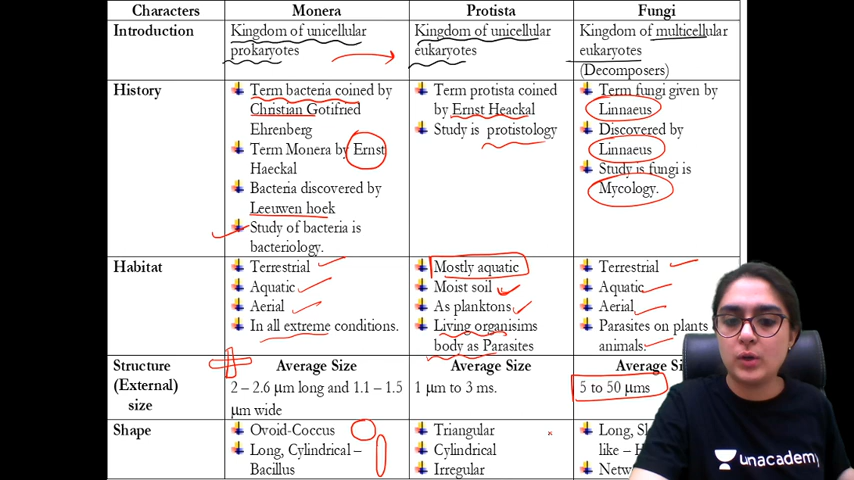 Characters Monera Protista Fungi
Introduction
Kingdom of unicellular
prokaryotes
Kingdom of unicellular
eukaryotes
Kingdom of multicellular
eukaryotes
(Decomposers)
History
Term bacteria coined by
Christian Gotifried
Ehrenberg
Term Monera by Ernst
Haeckal
Bacteria discovered by
Leeuwen hoek
Study of bacteria is
bacteriology.
Term protista coined
by Ernst Heackal
Study is protistology
Term fungi given by
Linnaeus
Discovered by
Linnaeus
Study is fungi is
Mycology.
Habitat
Terrestrial
Aquatic
Aerial
In all extreme conditions.
Mostly aquatic
Moist soil
As planktons
Living organisims
body as Parasites
Terrestrial
Aquatic
Aerial
Parasites on plants
animals.
Structure
(External)
size
Average Size
2 – 2.6 μm long and 1.1 – 1.5
μm wide
Average Size
1 μm to 3 ms.
Average
5 to 50 μms
Shape
Ovoid-Coccus
Long, Cylindrical –
Bacillus
Triangular
Cylindrical
Irregular
Long,
like –
unacademy